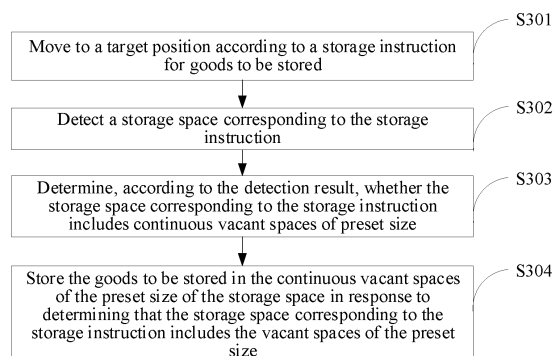 S301
Move to a target position according to a storage instruction
for goods to be stored
S302
Detect a storage space corresponding to the storage
instruction
S303
Determine, according to the detection result, whether the
storage space corresponding to the storage instruction
includes continuous vacant spaces of preset size
S304
Store the goods to be stored in the continuous vacant spaces
of the preset size of the storage space in response to
determining that the storage space corresponding to the
storage instruction includes the vacant spaces of the preset
size